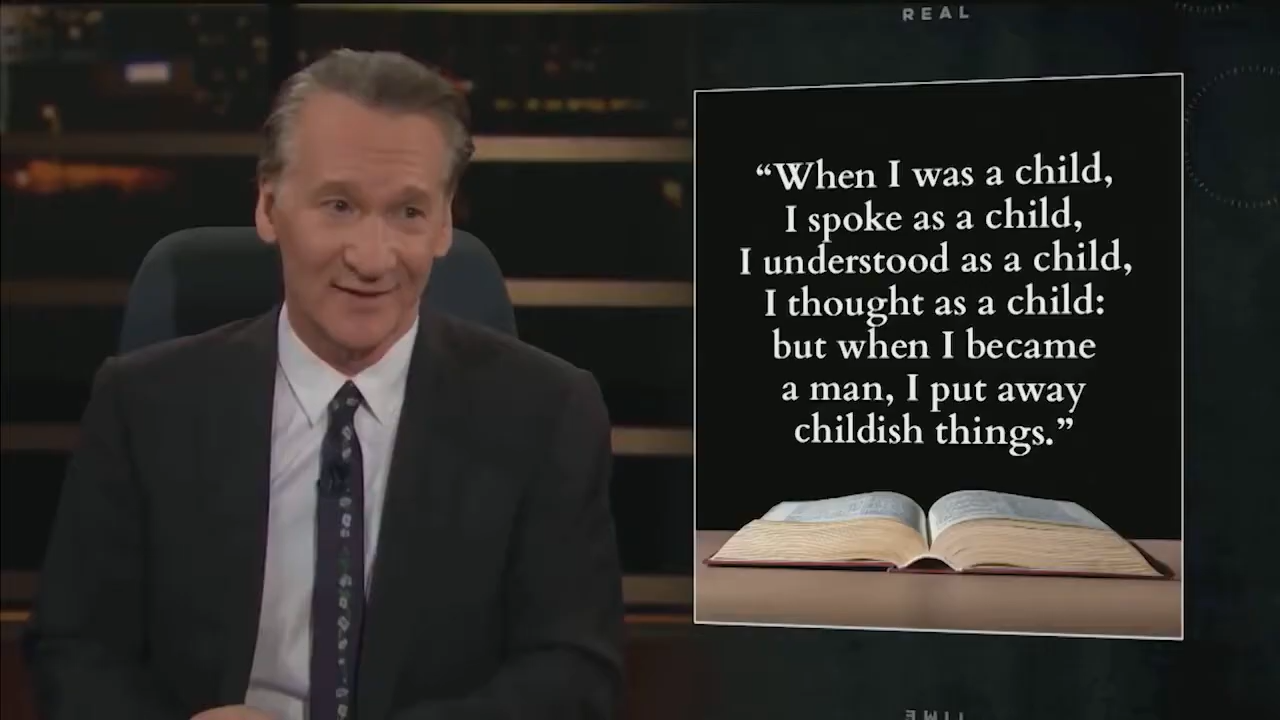 REAL
“When I was a child,
I spoke as a child,
I understood as a child,
I thought as a child:
but when I became
a man, I put away
childish things.”
TIME